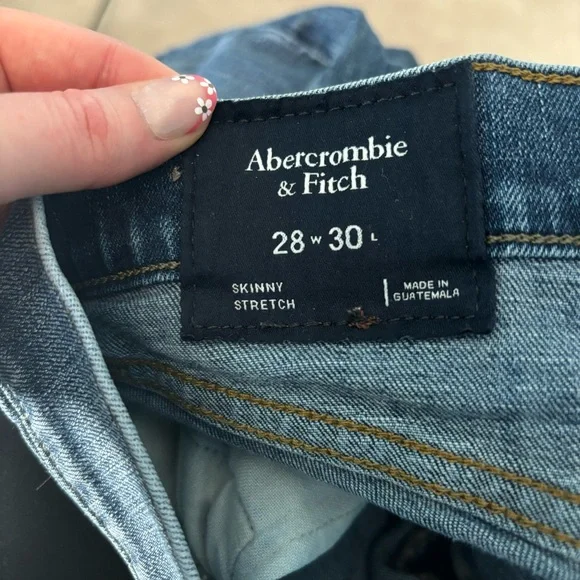 Abercrombie
& Fitch
28 W 30 L
SKINNY
STRETCH
MADE IN
GUATEMALA